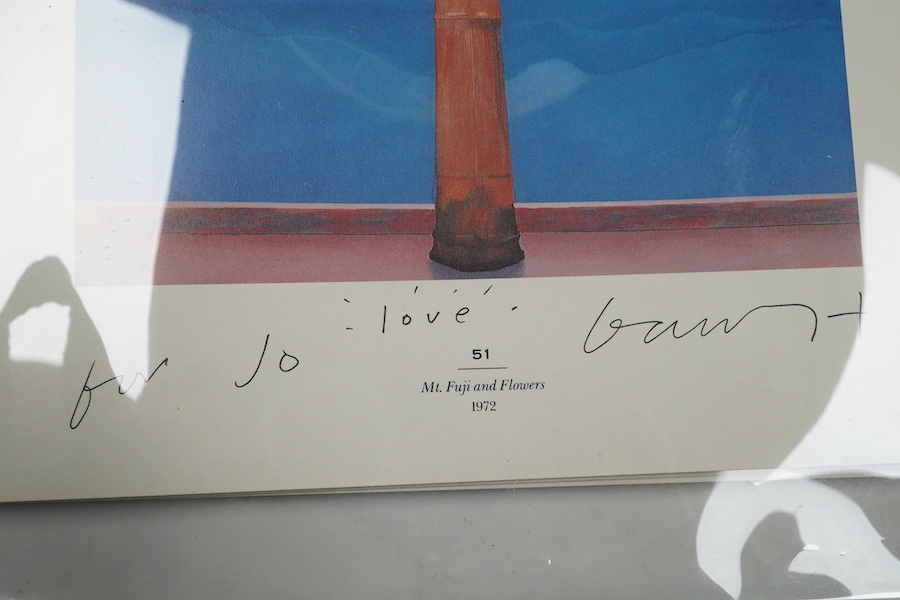 for Jo love
51
Mt. Fuji and Flowers
1972